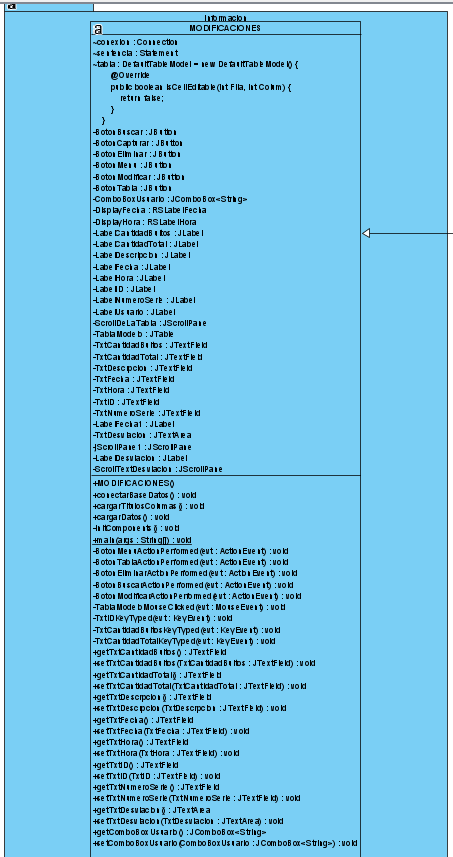 a
Informacion
a
MODIFICACIONES
~conexion : Connection
~sentencia : Statement
~tabla : DefaultTableModel = new DefaultTableModel() {
@Override
public boolean isCellEditable(int Fila, int Colum) {
return false;
}
}
-BotonBuscar : JButton
-BotonCapturar : JButton
-BotonEliminar : JButton
-BotonMenu : JButton
-BotonModificar : JButton
-BotonTabla : JButton
-ComboBoxUsuario : JComboBox<String>
-DisplayFecha : RSLabelFecha
-DisplayHora : RSLabelHora
-LabelCantidadBultos : JLabel
-LabelCantidadTotal : JLabel
-LabelDescripcion : JLabel
-LabelFecha : JLabel
-LabelHora : JLabel
-LabelID : JLabel
-LabelNumeroSerie : JLabel
-LabelUsuario : JLabel
-ScrollDeLaTabla : JScrollPane
-TablaModelo : JTable
-TxtCantidadBultos : JTextField
-TxtCantidadTotal : JTextField
-TxtDescripcion : JTextField
-TxtFecha : JTextField
-TxtHora : JTextField
-TxtID : JTextField
-TxtNumeroSerie : JTextField
-LabelFecha1 : JLabel
-TxtDesviacion : JTextArea
-jScrollPane1 : JScrollPane
-LabelDesviacion : JLabel
-ScrollTextDesviacion : JScrollPane
+MODIFICACIONES()
+conectarBaseDatos() : void
+cargarTitulosColumas() : void
+cargarDatos() : void
-initComponents() : void
+main(args : String[]) : void
-BotonMenuActionPerformed(evt : ActionEvent) : void
-BotonTablaActionPerformed(evt : ActionEvent) : void
-BotonEliminarActionPerformed(evt : ActionEvent) : void
-BotonBuscarActionPerformed(evt : ActionEvent) : void
-BotonModificarActionPerformed(evt : ActionEvent) : void
-TablaModeloMouseClicked(evt : MouseEvent) : void
-TxtIDKeyTyped(evt : KeyEvent) : void
-TxtCantidadBultosKeyTyped(evt : KeyEvent) : void
-TxtCantidadTotalKeyTyped(evt : KeyEvent) : void
+getTxtCantidadBultos() : JTextField
+setTxtCantidadBultos(TxtCantidadBultos : JTextField) : void
+getTxtCantidadTotal() : JTextField
+setTxtCantidadTotal(TxtCantidadTotal : JTextField) : void
+getTxtDescripcion() : JTextField
+setTxtDescripcion(TxtDescripcion : JTextField) : void
+getTxtFecha() : JTextField
+setTxtFecha(TxtFecha : JTextField) : void
+getTxtHora() : JTextField
+setTxtHora(TxtHora : JTextField) : void
+getTxtID() : JTextField
+setTxtID(TxtID : JTextField) : void
+getTxtNumeroSerie() : JTextField
+setTxtNumeroSerie(TxtNumeroSerie : JTextField) : void
+getTxtDesviacion() : JTextArea
+setTxtDesviacion(TxtDesviacion : JTextArea) : void
+getComboBoxUsuario() : JComboBox<String>
+setComboBoxUsuario(ComboBoxUsuario : JComboBox<String>) : void